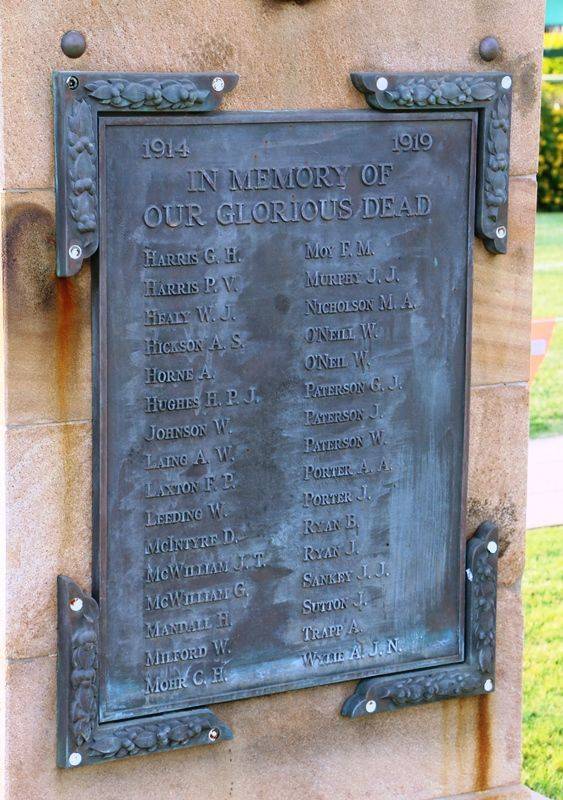 1914 1919
IN MEMORY OF
OUR GLORIOUS DEAD
HARRIS G. H.
HARRIS P. V.
HEALY W. J.
HICKSON A. S.
HORNE A.
HUGHES H. P. J.
JOHNSON W.
LAING A. W.
LAXTON F. P.
LEEDING W.
MCINTYRE D.
MCWILLIAM J. T.
MCWILLIAM G.
MANDALL H.
MILFORD W.
MOHR C. H.
MOY F. M.
MURPHY J. J.
NICHOLSON M. A.
O'NEILL W.
O'NEIL W.
PATERSON G. J.
PATERSON J.
PATERSON W.
PORTER A. A.
PORTER J.
RYAN B.
RYAN J.
SANKEY J. J.
SUTTON J.
TRAPP A.
WYLIE A. J. N.